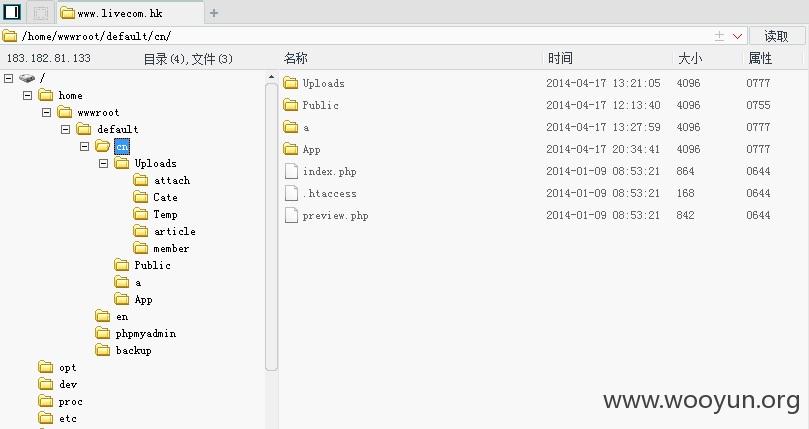 www.livecom.hk
/home/wwwroot/default/cn/
读取
183.182.81.133
目录(4),文件(3)
名称 时间 大小 属性
/
home
wwwroot
default
cn
Uploads
attach
Cate
Temp
article
member
Public
a
App
en
phpmyadmin
backup
opt
dev
proc
etc
Uploads 2014-04-17 13:21:05 4096 0777
Public 2014-04-17 12:13:40 4096 0755
a 2014-04-17 13:27:59 4096 0777
App 2014-04-17 20:34:41 4096 0777
index.php 2014-01-09 08:53:21 864 0644
.htaccess 2014-01-09 08:53:21 168 0644
preview.php 2014-01-09 08:53:21 842 0644
www.wooyun.org